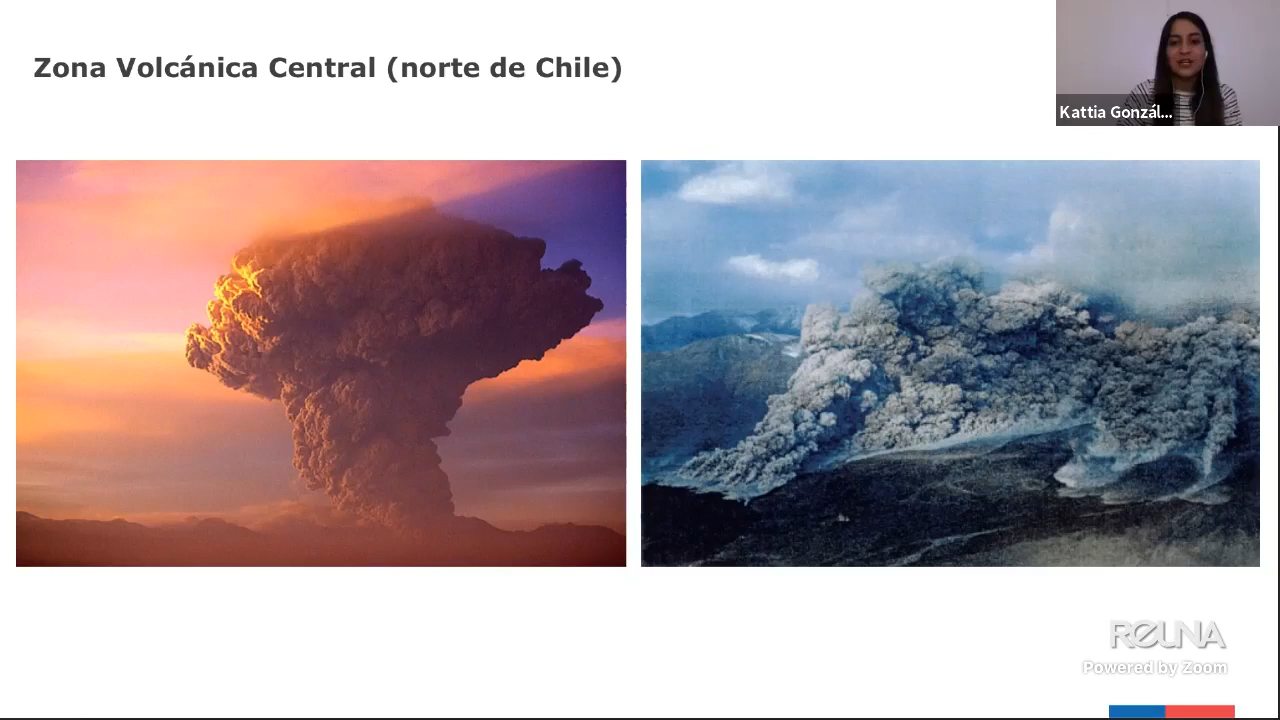 Zona Volcánica Central (norte de Chile)
Kattia Gonzál...
REUNA
Powered by Zoom